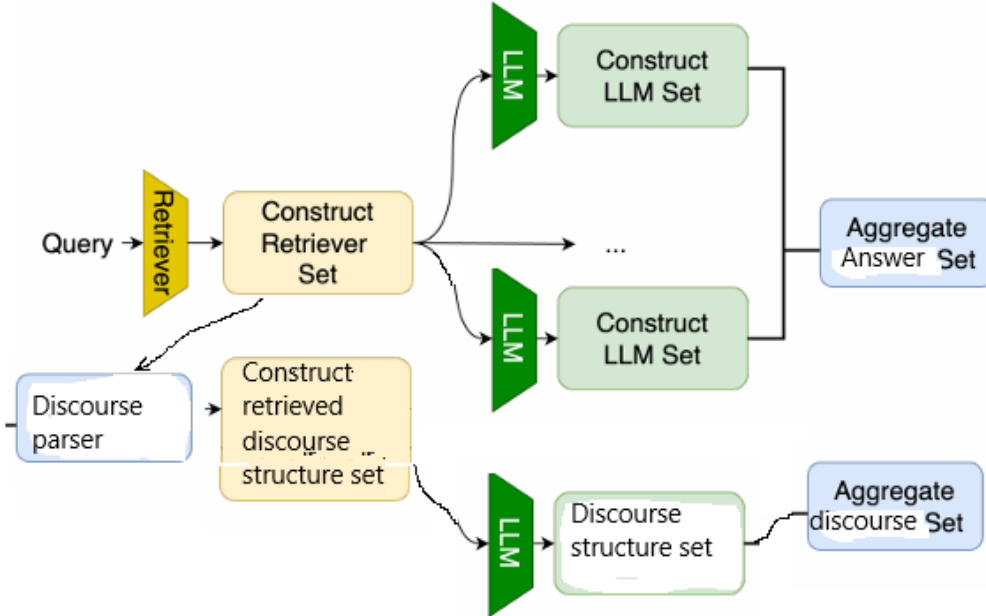 LLM
Construct
LLM Set
Query
Retriever
Construct
Retriever
Set
...
Aggregate
Answer Set
LLM
Construct
LLM Set
Discourse
parser
Construct
retrieved
discourse
structure set
LLM
Discourse
structure set
Aggregate
discourse Set